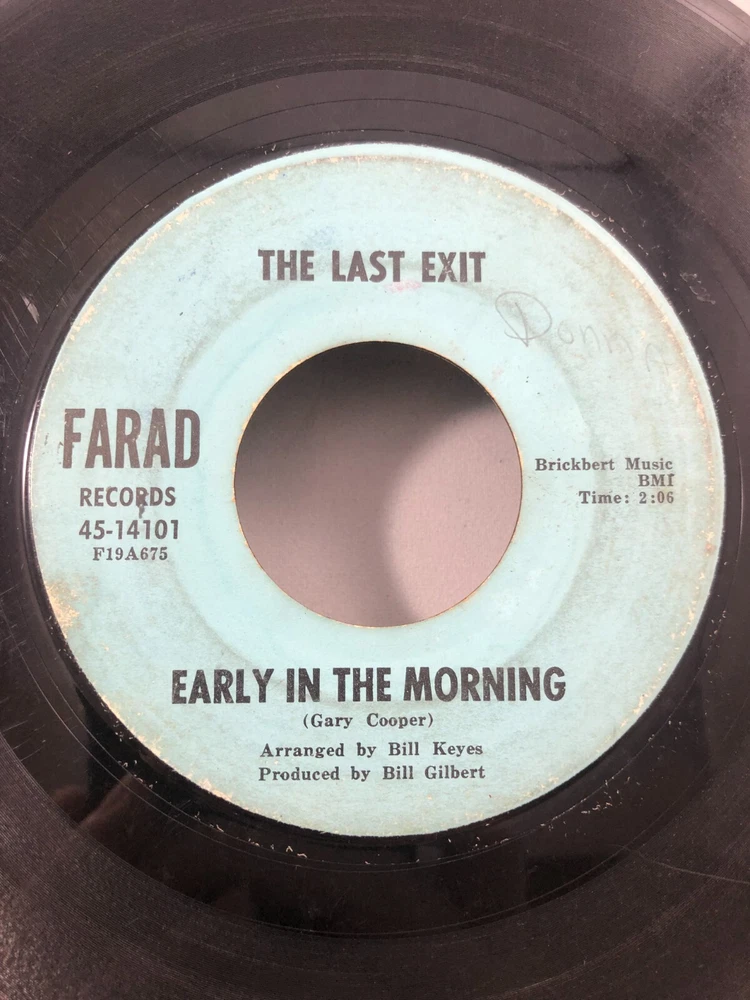 THE LAST EXIT
FARAD
RECORDS
45-14101
F19A675
Brickbert Music
BMI
Time: 2:06
EARLY IN THE MORNING
(Gary Cooper)
Arranged by Bill Keyes
Produced by Bill Gilbert